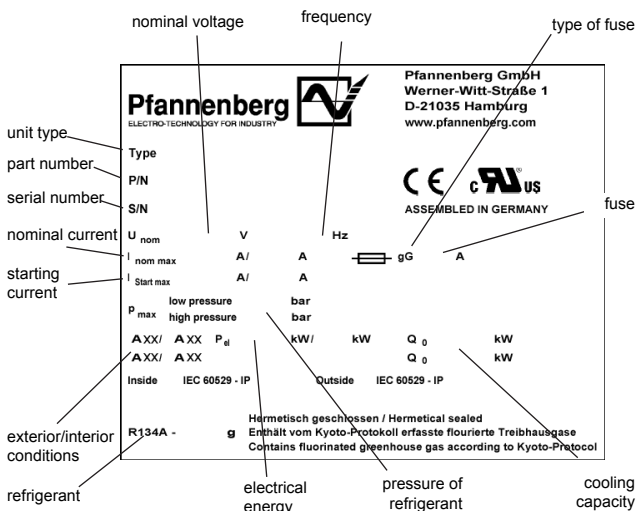 nominal voltage
frequency
type of fuse
Pfannenberg
ELECTRO-TECHNOLOGY FOR INDUSTRY
Pfannenberg GmbH
Werner-Witt-Straße 1
D-21035 Hamburg
www.pfannenberg.com
unit type
Type
part number
P/N
serial number
S/N
CE c RU US
ASSEMBLED IN GERMANY
fuse
nominal current
U nom V Hz
I nom max A/ A gG A
starting
current
I Start max A/ A
p max low pressure bar
high pressure bar
AXX/ AXX P el kW/ kW Q 0 kW
AXX/ AXX Q 0 kW
Inside IEC 60529 - IP Outside IEC 60529 - IP
exterior/interior
conditions
Hermetisch geschlossen / Hermetical sealed
R134A - g Enthält vom Kyoto-Protokoll erfasste flourierte Treibhausgase
Contains fluorinated greenhouse gas according to Kyoto-Protocol
refrigerant
electrical
energy
pressure of
refrigerant
cooling
capacity